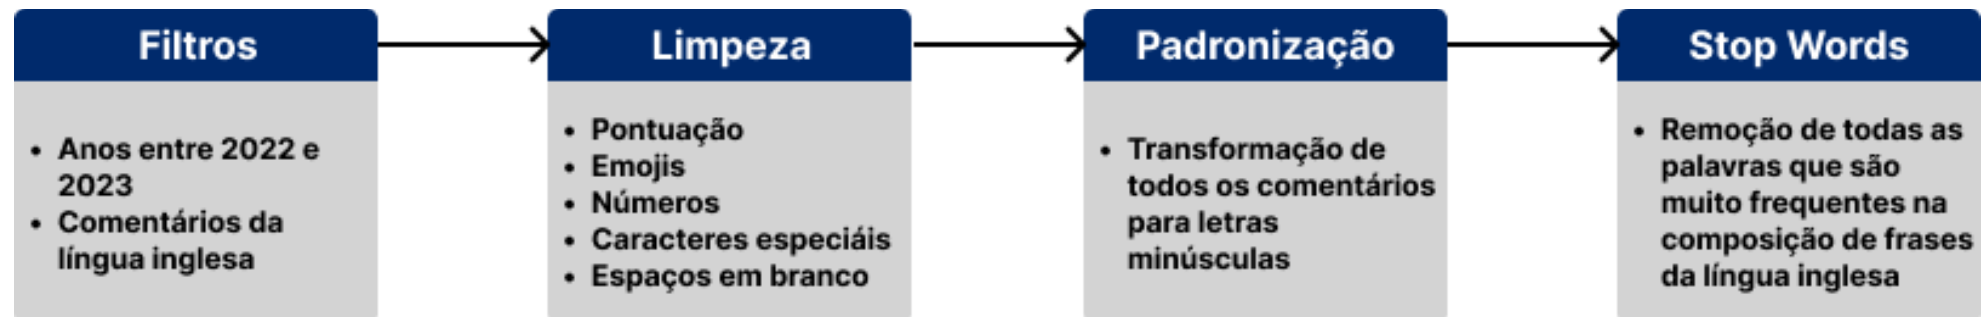 Filtros
• Anos entre 2022 e
2023
• Comentários da
língua inglesa
Limpeza
• Pontuação
• Emojis
• Números
• Caracteres especiáis
• Espaços em branco
Padronização
• Transformação de
todos os comentários
para letras
minúsculas
Stop Words
• Remoção de todas as
palavras que são
muito frequentes na
composição de frases
da língua inglesa